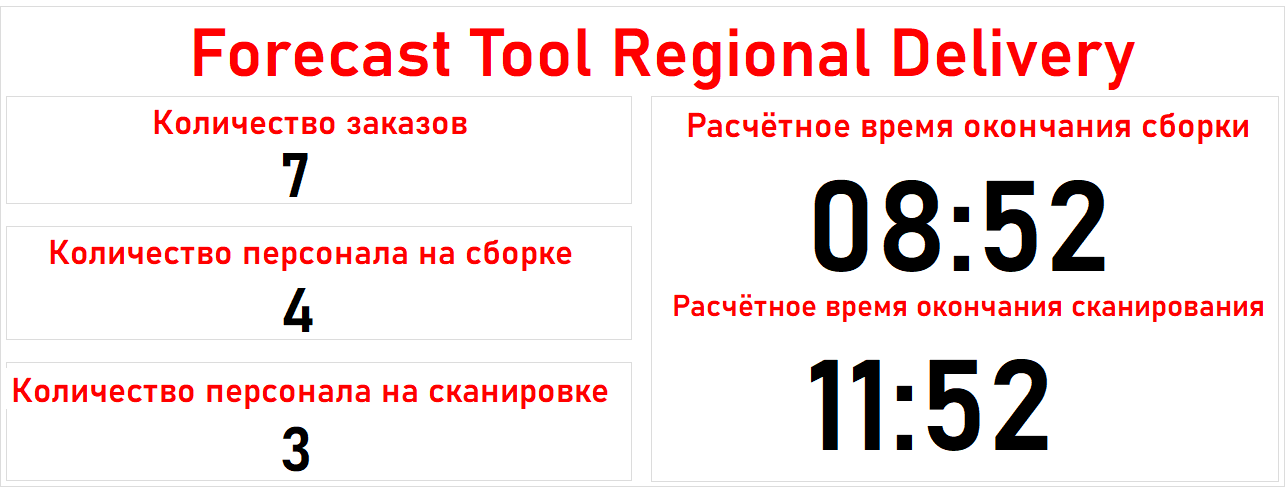 Forecast Tool Regional Delivery
Количество заказов
7
Количество персонала на сборке
4
Количество персонала на сканировке
3
Расчётное время окончания сборки
08:52
Расчётное время окончания сканирования
11:52